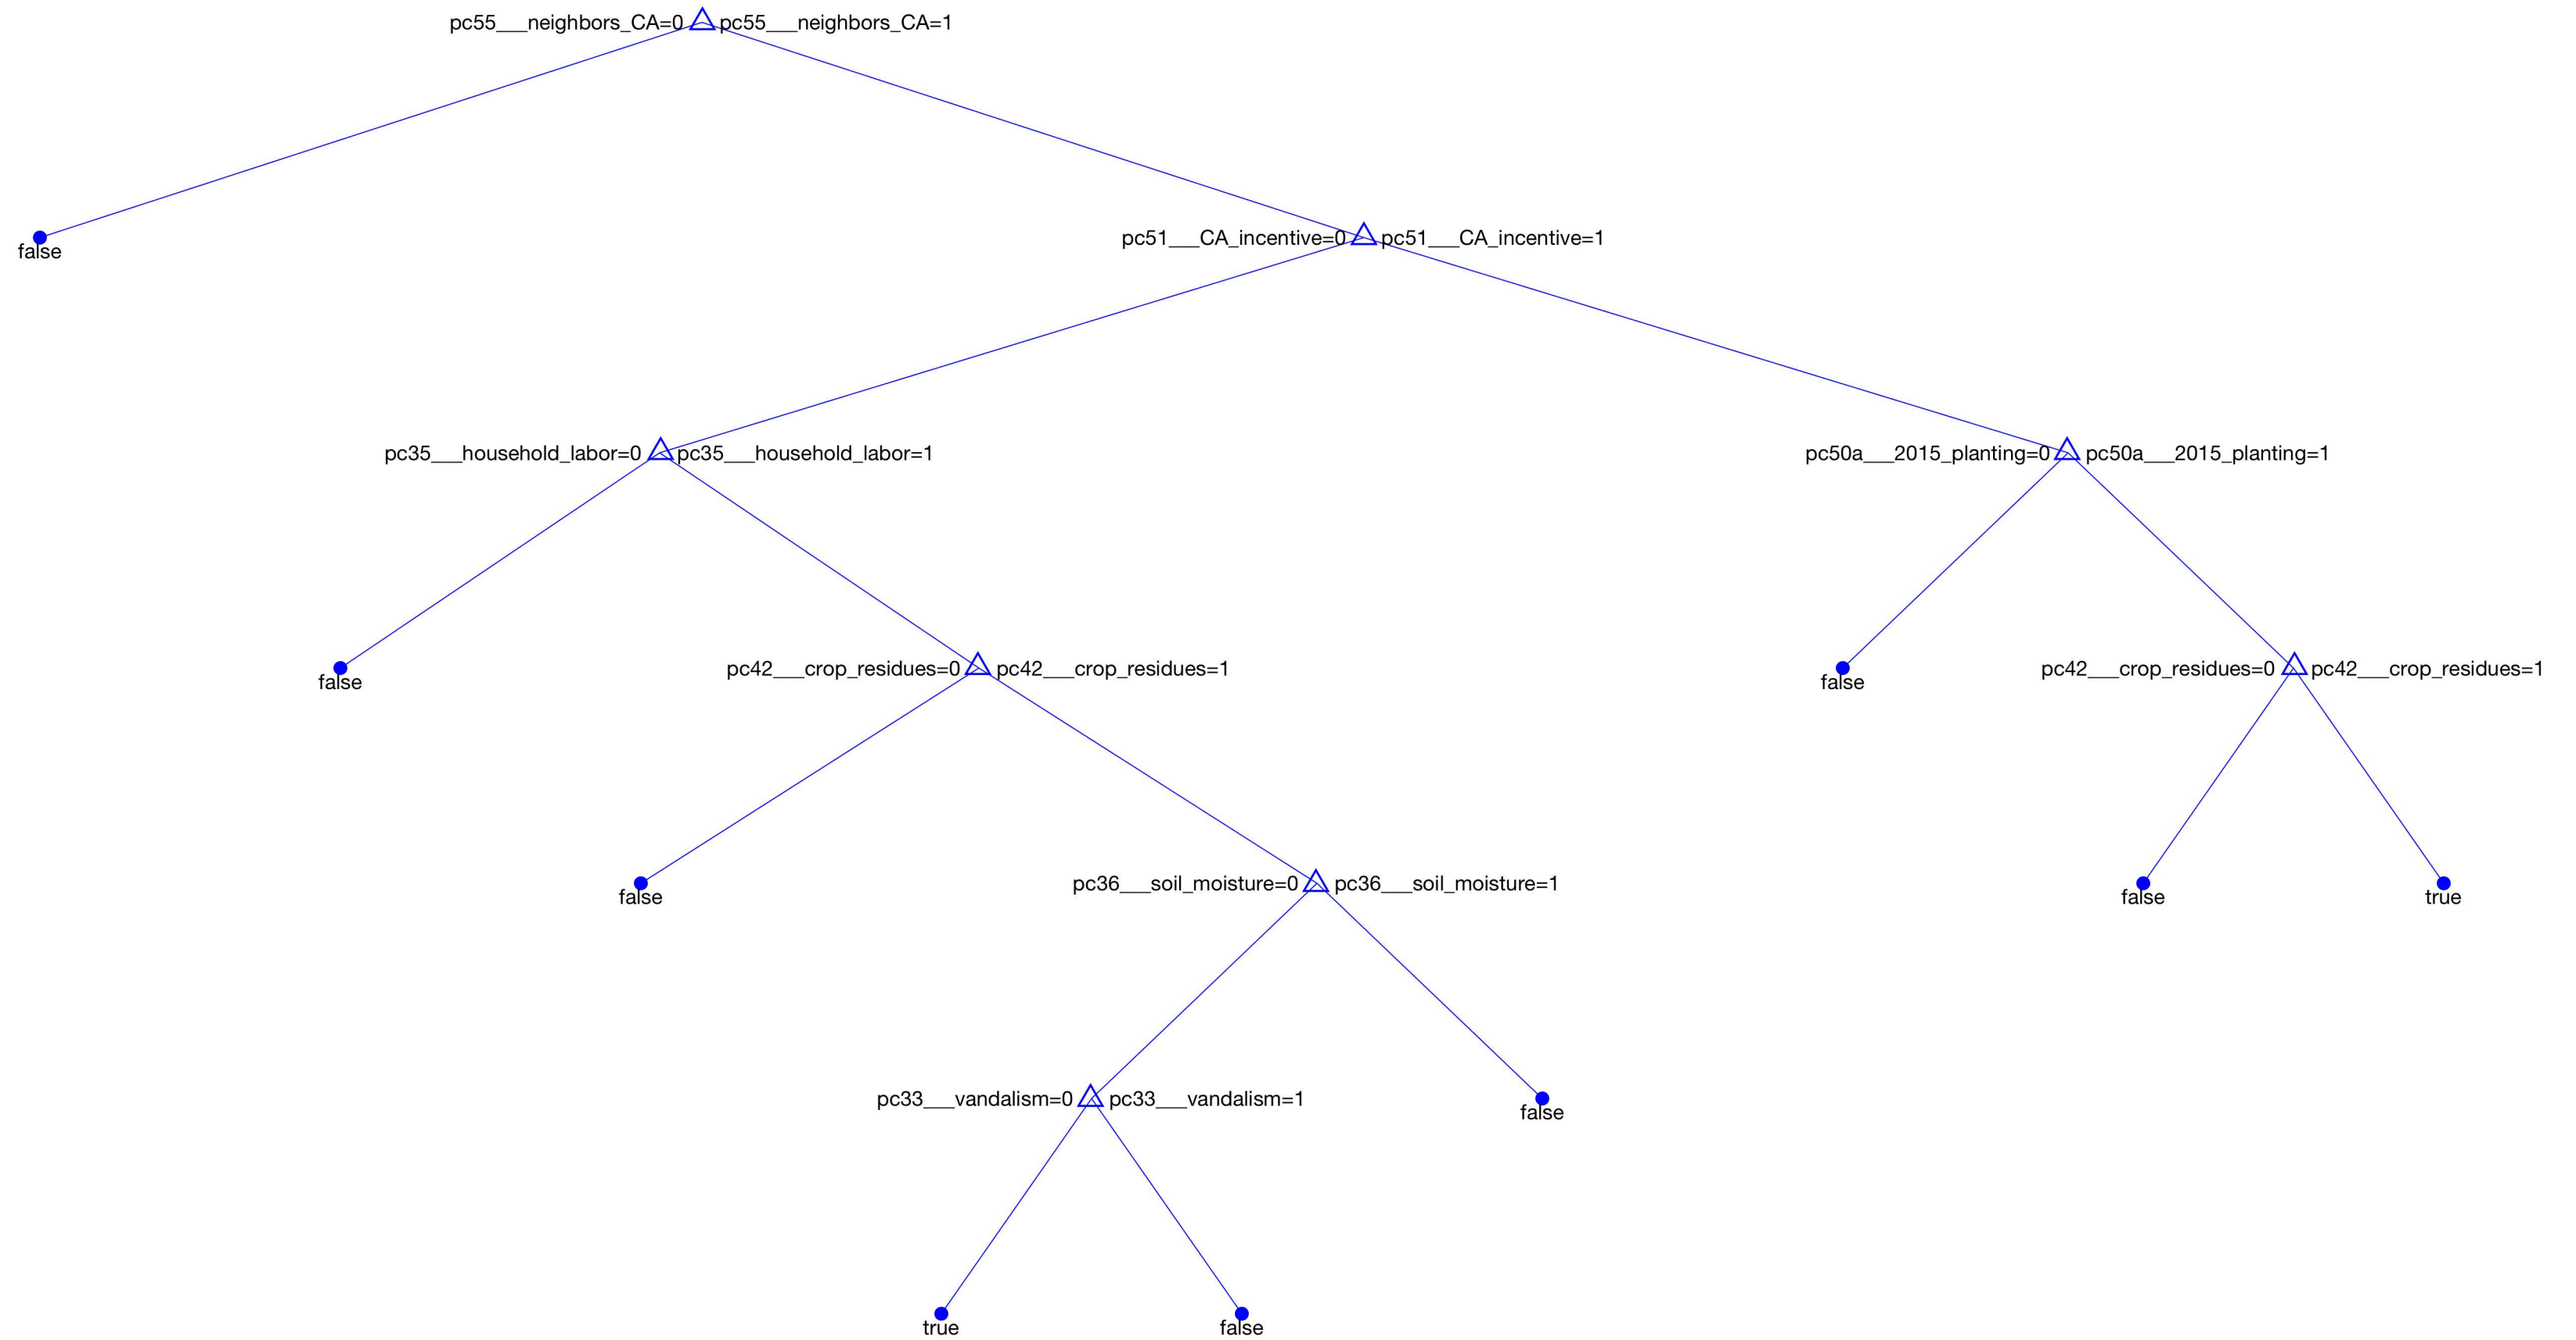 pc55___neighbors_CA=0 pc55___neighbors_CA=1
false
pc51___CA_incentive=0 pc51___CA_incentive=1
pc35___household_labor=0 pc35___household_labor=1
pc50a___2015_planting=0 pc50a___2015_planting=1
false
pc42___crop_residues=0 pc42___crop_residues=1
false
pc42___crop_residues=0 pc42___crop_residues=1
false
pc36___soil_moisture=0 pc36___soil_moisture=1
false
true
pc33___vandalism=0 pc33___vandalism=1
false
true
false